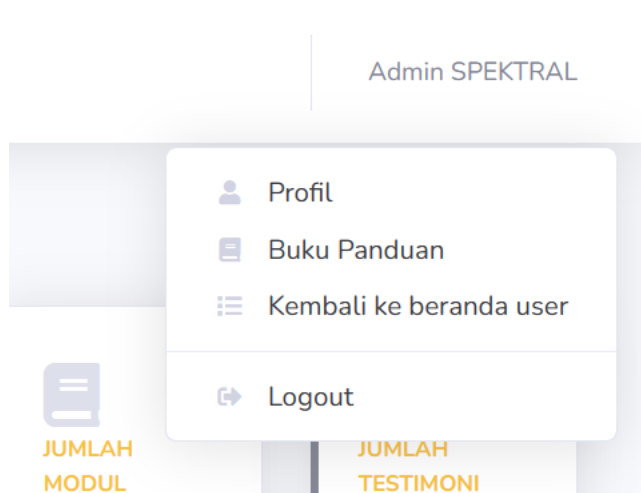 Admin SPEKTRAL
Profil
Buku Panduan
Kembali ke beranda user
Logout
JUMLAH
MODUL
JUMLAH
TESTIMONI